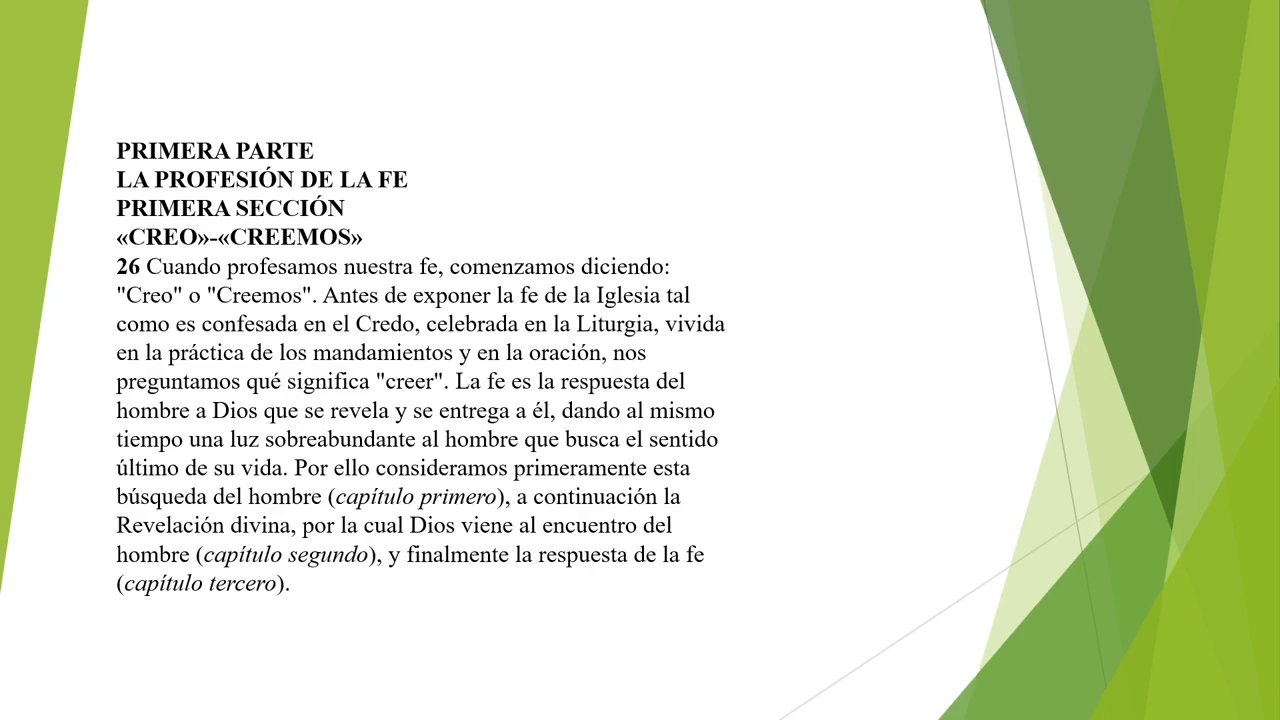 PRIMERA PARTE
LA PROFESIÓN DE LA FE
PRIMERA SECCIÓN
«CREO»-«CREEMOS»
26 Cuando profesamos nuestra fe, comenzamos diciendo:
"Creo" o "Creemos". Antes de exponer la fe de la Iglesia tal
como es confesada en el Credo, celebrada en la Liturgia, vivida
en la práctica de los mandamientos y en la oración, nos
preguntamos qué significa "creer". La fe es la respuesta del
hombre a Dios que se revela y se entrega a él, dando al mismo
tiempo una luz sobreabundante al hombre que busca el sentido
último de su vida. Por ello consideramos primeramente esta
búsqueda del hombre (capítulo primero), a continuación la
Revelación divina, por la cual Dios viene al encuentro del
hombre (capítulo segundo), y finalmente la respuesta de la fe
(capítulo tercero).